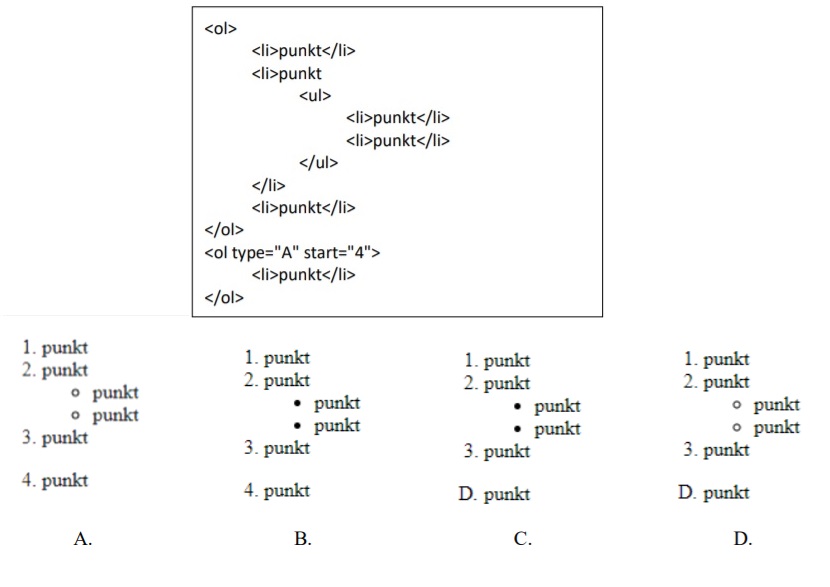 <ol>
<li>punkt</li>
<li>punkt
<ul>
<li>punkt</li>
<li>punkt</li>
</ul>
</li>
<li>punkt</li>
</ol>
<ol type="A" start="4">
<li>punkt</li>
</ol>
1. punkt
2. punkt
o punkt
o punkt
3. punkt
4. punkt
A.
1. punkt
2. punkt
• punkt
• punkt
3. punkt
4. punkt
B.
1. punkt
2. punkt
• punkt
• punkt
3. punkt
D. punkt
C.
1. punkt
2. punkt
o punkt
o punkt
3. punkt
D. punkt
D.